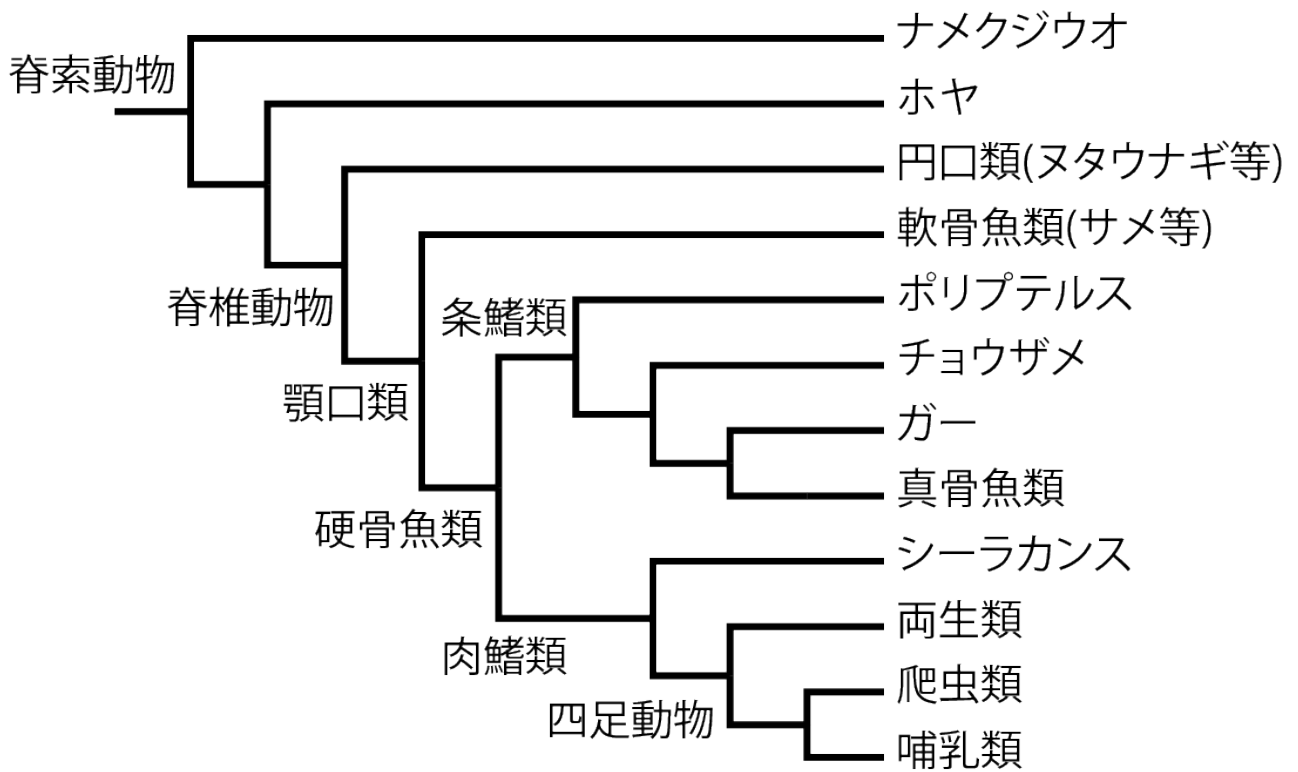 ナメクジウオ
脊索動物
ホヤ
円口類(ヌタウナギ等)
軟骨魚類(サメ等)
脊椎動物
条鰭類
ポリプテルス
チョウザメ
顎口類
ガー
真骨魚類
硬骨魚類
シーラカンス
両生類
肉鰭類
爬虫類
四足動物
哺乳類